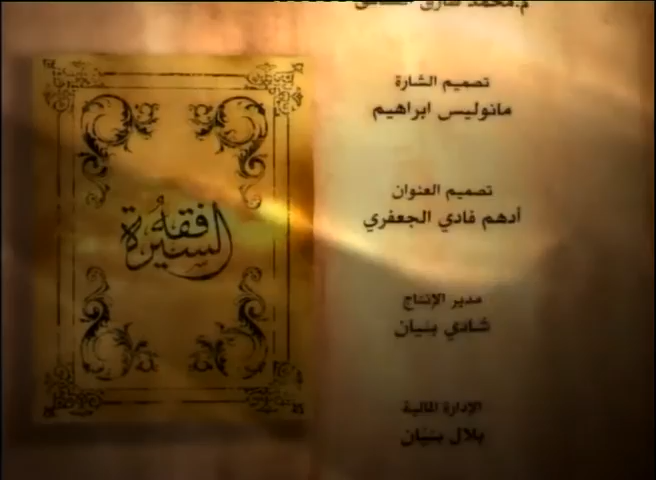 تصميم الشارة
مانوليس ابراهيم
تصميم العنوان
أدهم فادي الجعفري
مدير الإنتاج
شادي بنيان
الإدارة المالية
بلال بنيان
فقه
السيرة